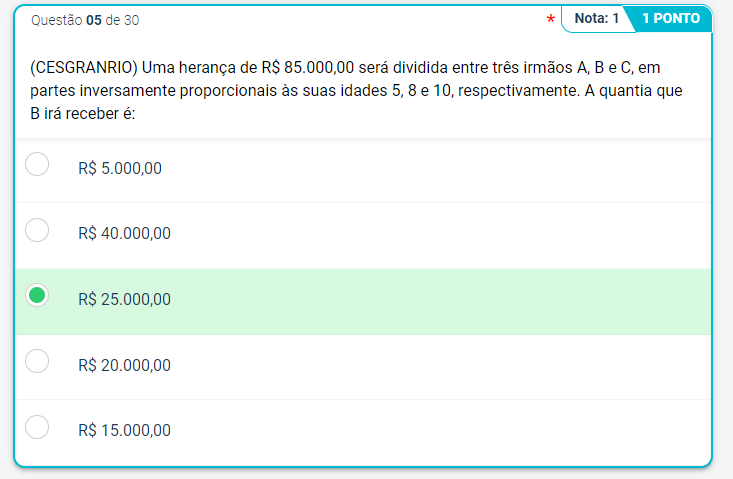 Questão 05 de 30
* Nota: 1 1 PONTO
(CESGRANRIO) Uma herança de R$ 85.000,00 será dividida entre três irmãos A, B e C, em
partes inversamente proporcionais às suas idades 5, 8 e 10, respectivamente. A quantia que
B irá receber é:
R$ 5.000,00
R$ 40.000,00
R$ 25.000,00
R$ 20.000,00
R$ 15.000,00